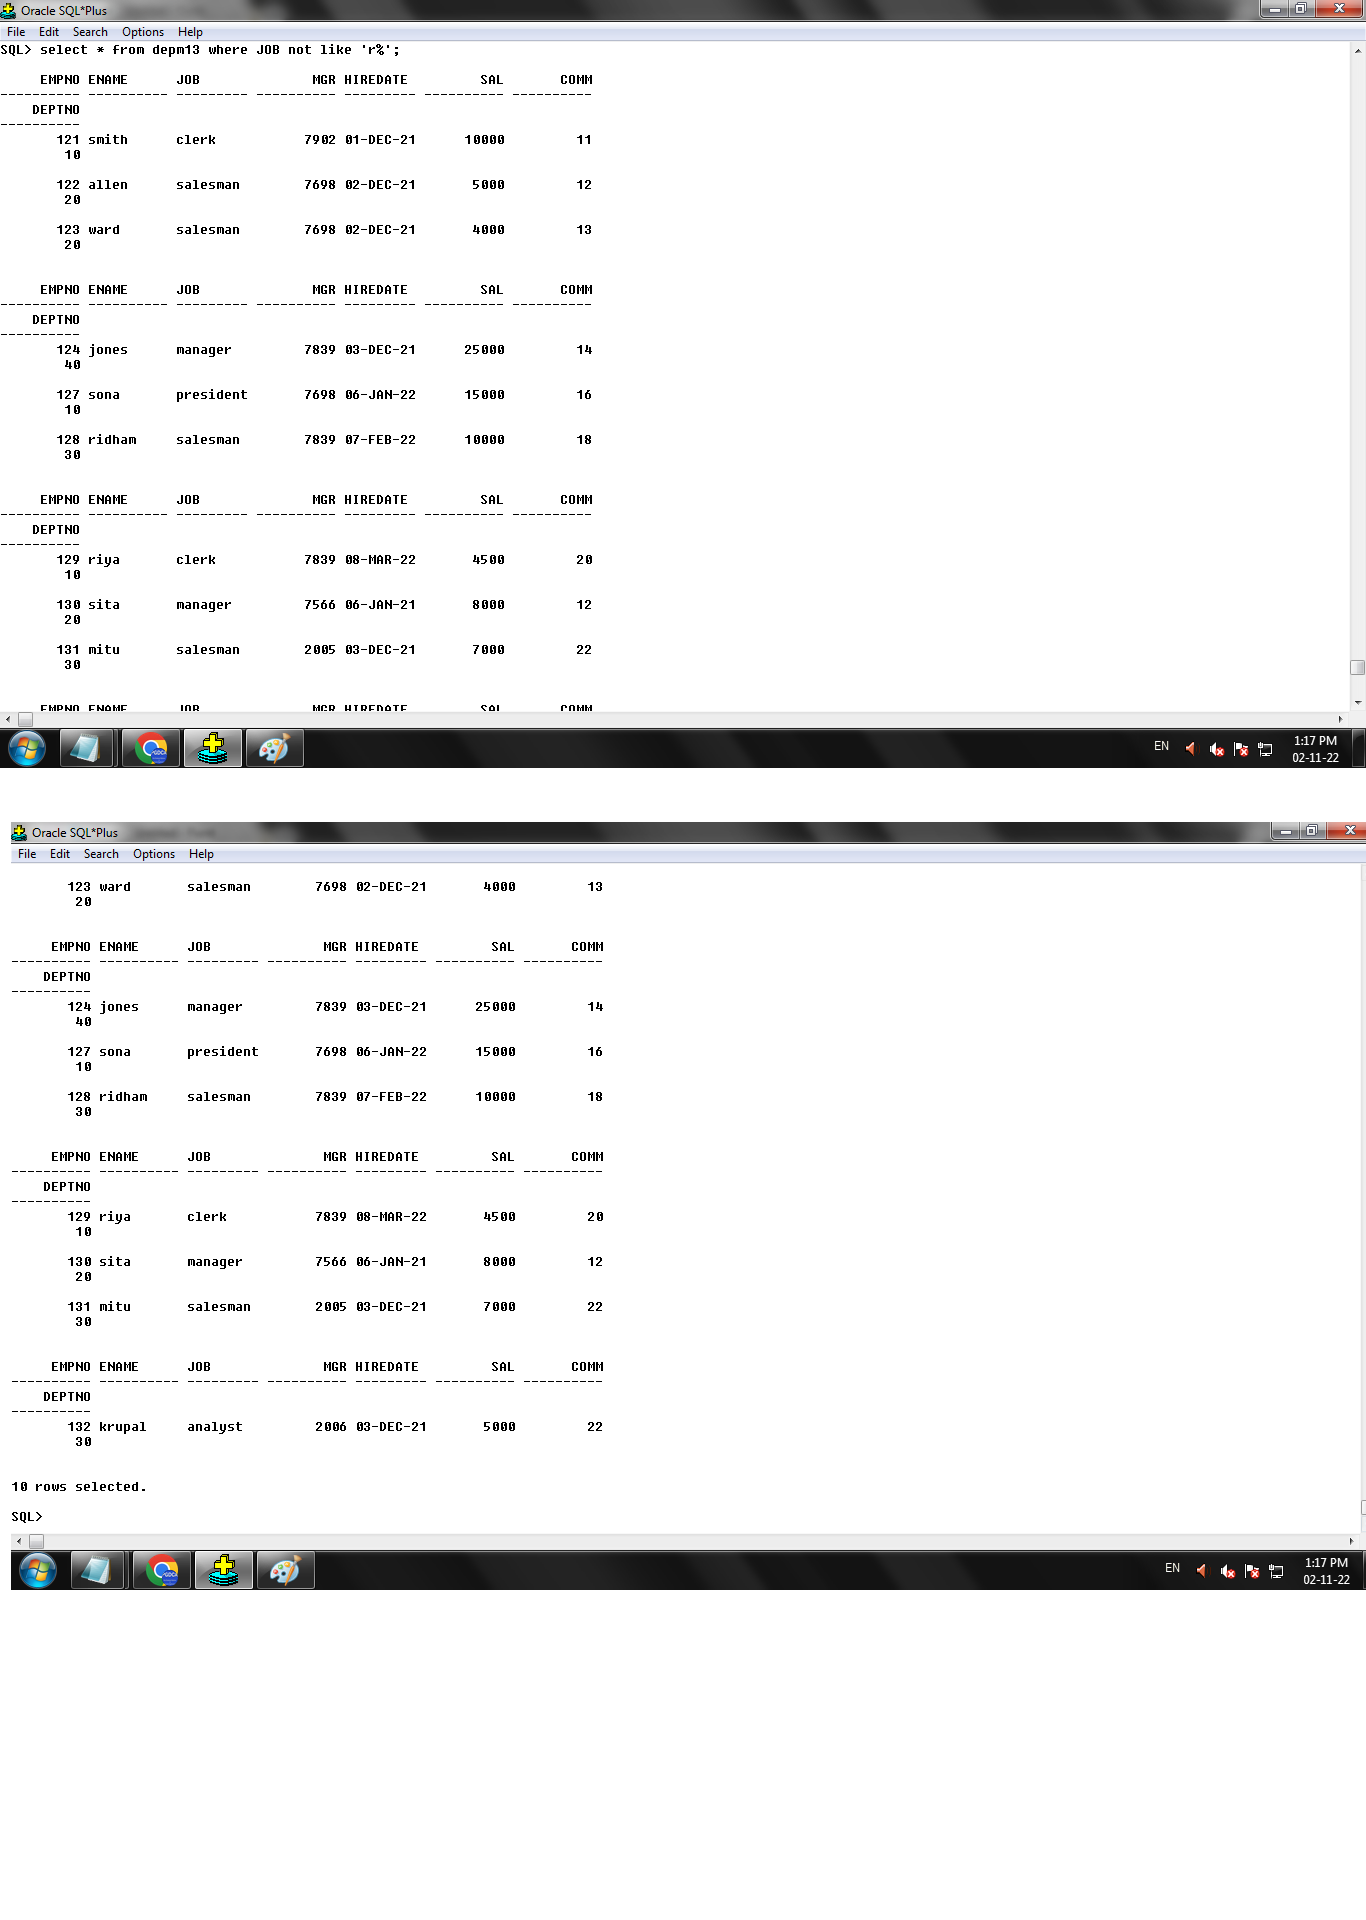 Oracle SQL*Plus
File Edit Search Options Help
SQL> select * from depm13 where JOB not like 'r%';
EMPNO ENAME JOB MGR HIREDATE SAL COMM
---------- ---------- --------- ---------- --------- ---------- ----------
DEPTNO
----------
121 smith clerk 7902 01-DEC-21 10000 11
10
122 allen salesman 7698 02-DEC-21 5000 12
20
123 ward salesman 7698 02-DEC-21 4000 13
20
EMPNO ENAME JOB MGR HIREDATE SAL COMM
---------- ---------- --------- ---------- --------- ---------- ----------
DEPTNO
----------
124 jones manager 7839 03-DEC-21 25000 14
40
127 sona president 7698 06-JAN-22 15000 16
10
128 ridham salesman 7839 07-FEB-22 10000 18
30
EMPNO ENAME JOB MGR HIREDATE SAL COMM
---------- ---------- --------- ---------- --------- ---------- ----------
DEPTNO
----------
129 riya clerk 7839 08-MAR-22 4500 20
10
130 sita manager 7566 06-JAN-21 8000 12
20
131 mitu salesman 2005 03-DEC-21 7000 22
30
EMPNO ENAME JOB MGR HIREDATE SAL COMM
EN
1:17 PM
02-11-22
Oracle SQL*Plus
File Edit Search Options Help
123 ward salesman 7698 02-DEC-21 4000 13
20
EMPNO ENAME JOB MGR HIREDATE SAL COMM
---------- ---------- --------- ---------- --------- ---------- ----------
DEPTNO
----------
124 jones manager 7839 03-DEC-21 25000 14
40
127 sona president 7698 06-JAN-22 15000 16
10
128 ridham salesman 7839 07-FEB-22 10000 18
30
EMPNO ENAME JOB MGR HIREDATE SAL COMM
---------- ---------- --------- ---------- --------- ---------- ----------
DEPTNO
----------
129 riya clerk 7839 08-MAR-22 4500 20
10
130 sita manager 7566 06-JAN-21 8000 12
20
131 mitu salesman 2005 03-DEC-21 7000 22
30
EMPNO ENAME JOB MGR HIREDATE SAL COMM
---------- ---------- --------- ---------- --------- ---------- ----------
DEPTNO
----------
132 krupal analyst 2006 03-DEC-21 5000 22
30
10 rows selected.
SQL>
EN
1:17 PM
02-11-22